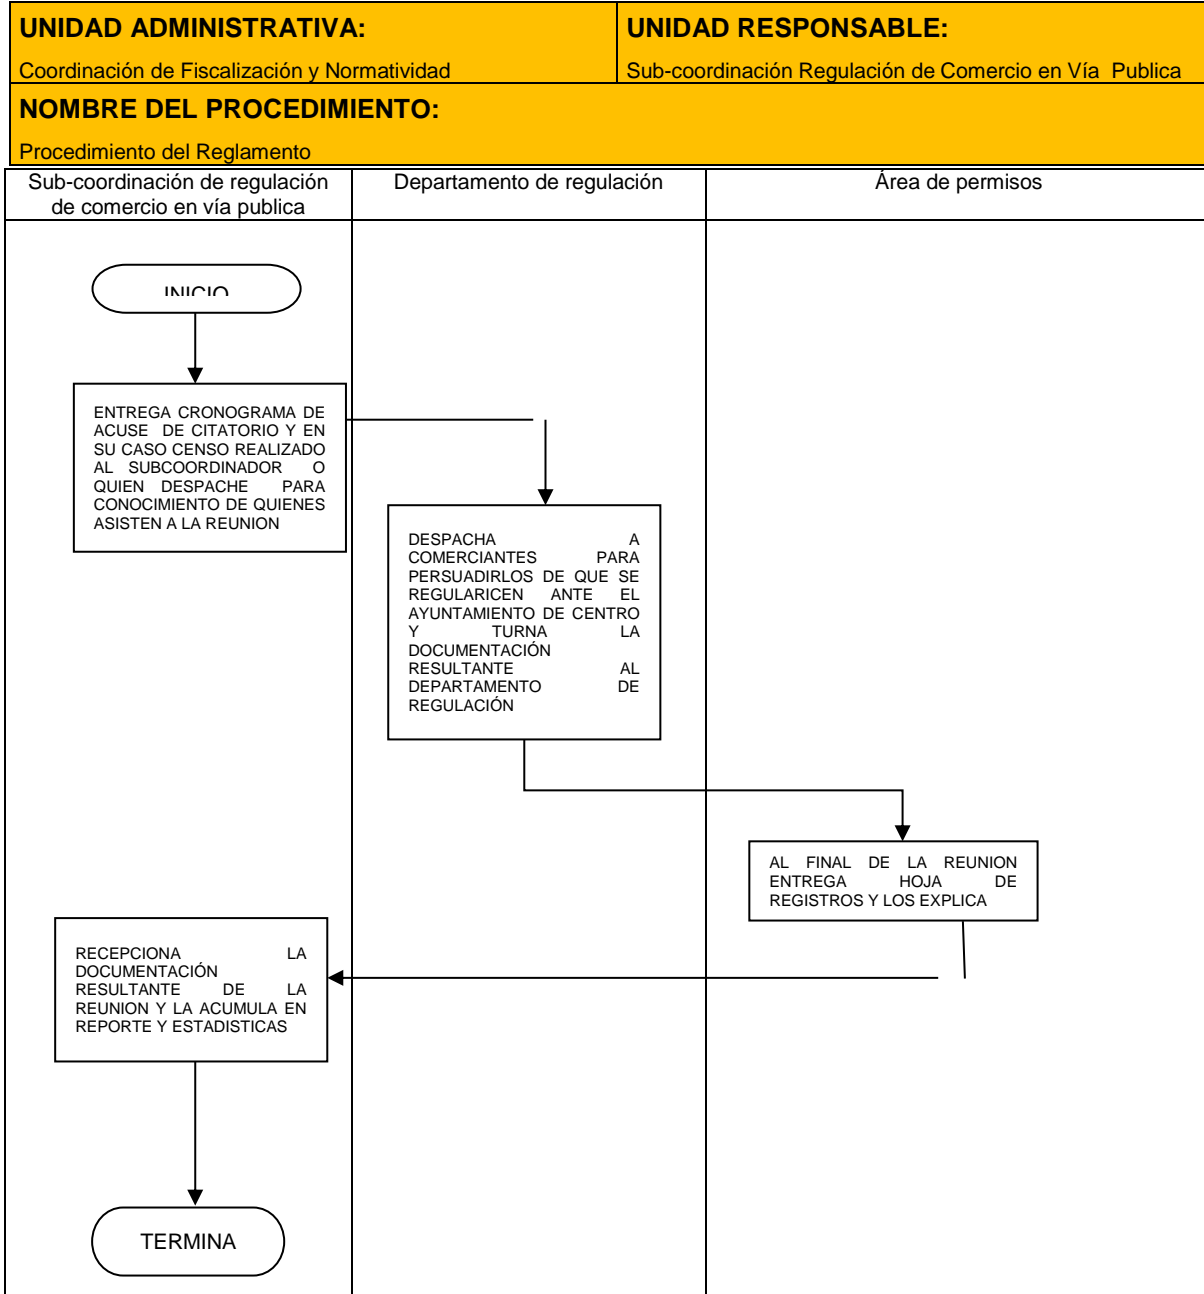 UNIDAD ADMINISTRATIVA:
Coordinación de Fiscalización y Normatividad
UNIDAD RESPONSABLE:
Sub-coordinación Regulación de Comercio en Vía Publica
NOMBRE DEL PROCEDIMIENTO:
Procedimiento del Reglamento
Sub-coordinación de regulación
de comercio en vía publica
Departamento de regulación
Área de permisos
INICIO
ENTREGA CRONOGRAMA DE
ACUSE DE CITATORIO Y EN
SU CASO CENSO REALIZADO
AL SUBCOORDINADOR O
QUIEN DESPACHE PARA
CONOCIMIENTO DE QUIENES
ASISTEN A LA REUNION
DESPACHA A
COMERCIANTES PARA
PERSUADIRLOS DE QUE SE
REGULARICEN ANTE EL
AYUNTAMIENTO DE CENTRO
Y TURNA LA
DOCUMENTACIÓN
RESULTANTE AL
DEPARTAMENTO DE
REGULACIÓN
AL FINAL DE LA REUNION
ENTREGA HOJA DE
REGISTROS Y LOS EXPLICA
RECEPCIONA LA
DOCUMENTACIÓN
RESULTANTE DE LA
REUNION Y LA ACUMULA EN
REPORTE Y ESTADISTICAS
TERMINA